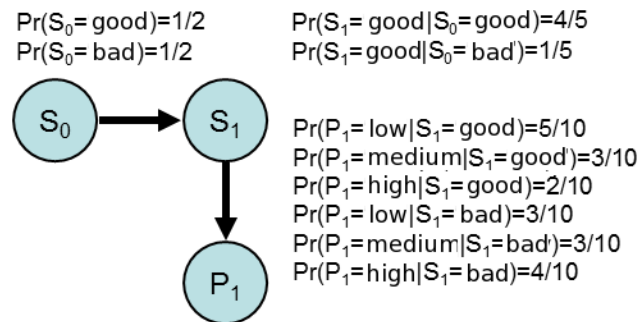 Pr(S₀= good)=1/2
Pr(S₀= bad)=1/2
Pr(S₁= good|S₀= good)=4/5
Pr(S₁= good|S₀= bad')=1/5
S₀
S₁
P₁
Pr(P₁= low|S₁= good)=5/10
Pr(P₁= medium|S₁= good')=3/10
Pr(P₁= high|S₁= good)=2/10
Pr(P₁= low|S₁= bad)=3/10
Pr(P₁= medium|S₁= bad')=3/10
Pr(P₁= high|S₁= bad)=4/10